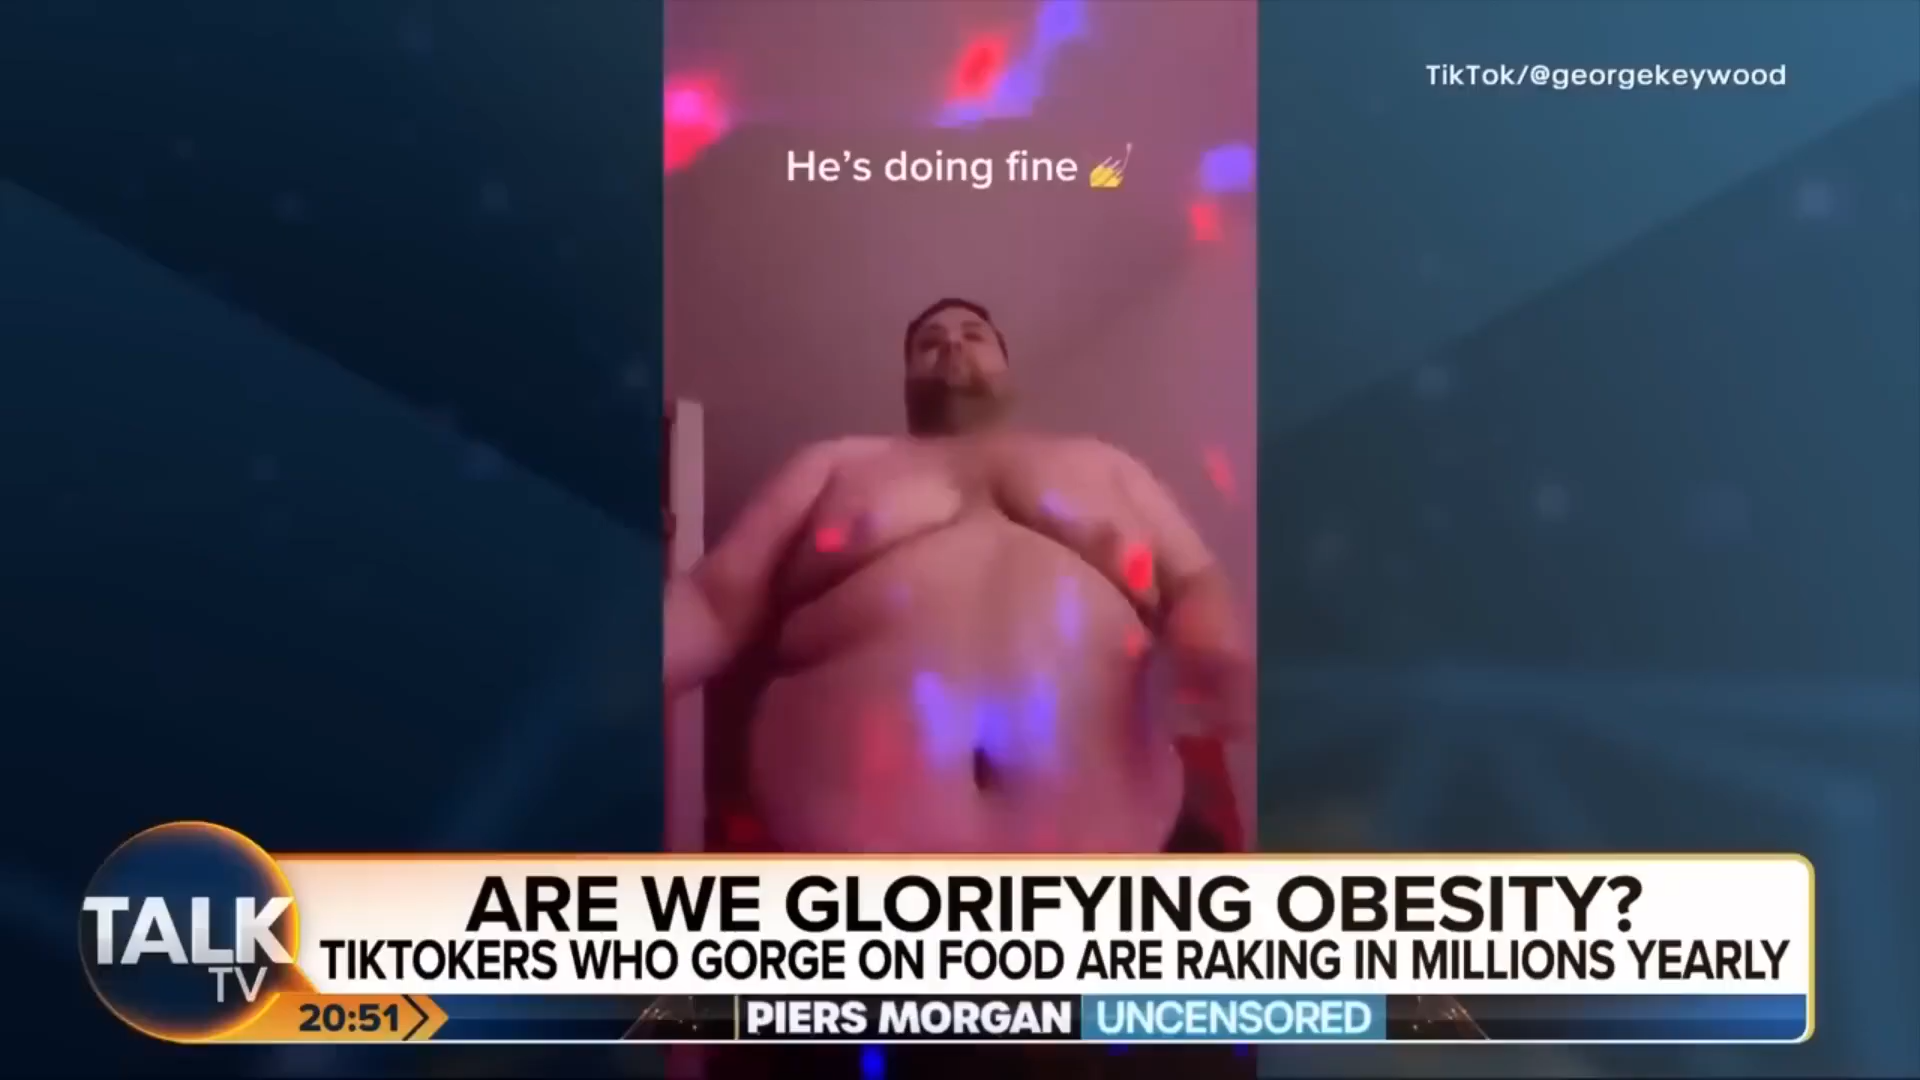 TikTok/@georgekeywood
He's doing fine 💅
ARE WE GLORIFYING OBESITY?
TIKTOKERS WHO GORGE ON FOOD ARE RAKING IN MILLIONS YEARLY
TALK
TV
20:51
PIERS MORGAN UNCENSORED